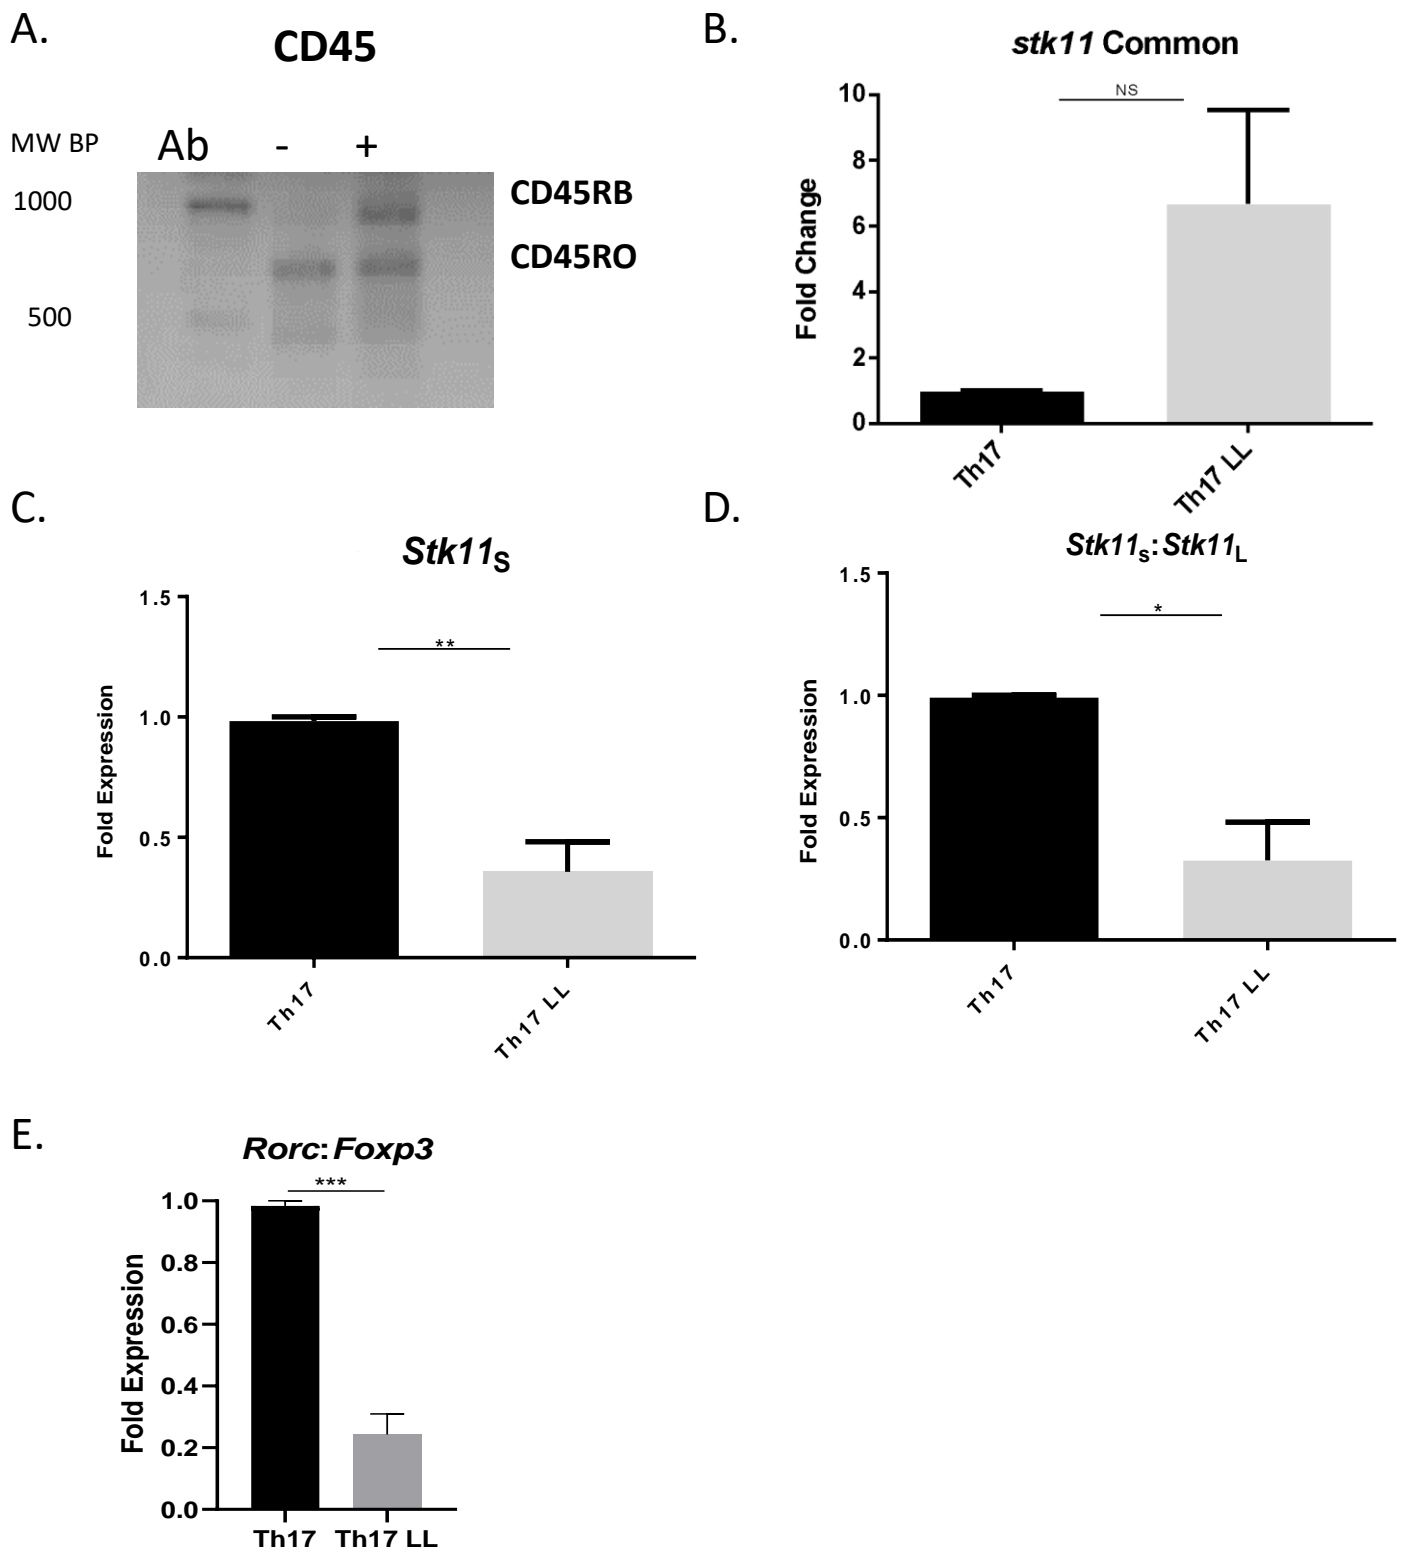 A.
CD45
MW BP
Ab - +
1000
500
CD45RB
CD45RO
B.
stk11 Common
NS
10
8
6
4
2
0
Fold Change
Th17
Th17 LL
C.
Stk11S
**
1.5
1.0
0.5
0.0
Fold Expression
Th17
Th17 LL
D.
Stk11s:Stk11L
*
1.5
1.0
0.5
0.0
Fold Expression
Th17
Th17 LL
E.
Rorc:Foxp3
***
1.0
0.8
0.6
0.4
0.2
0.0
Fold Expression
Th17 Th17 LL